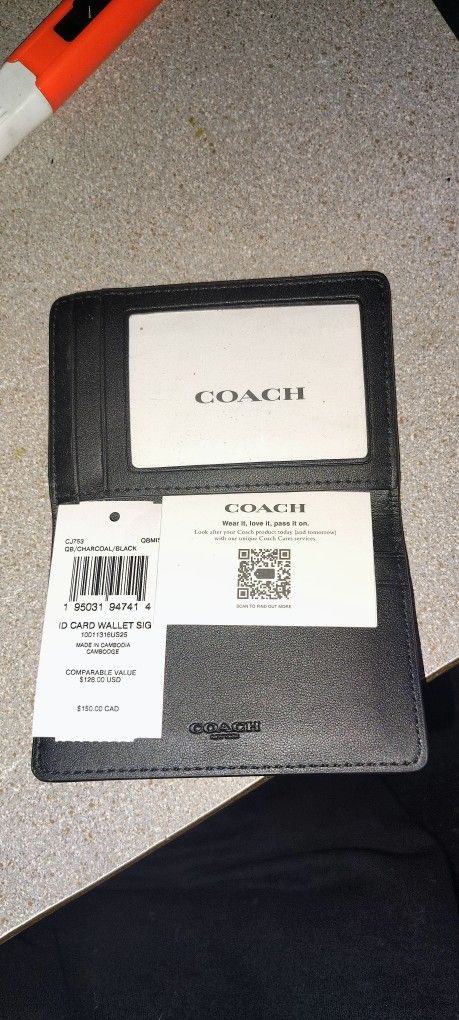 COACH
CJ753 QBMI5
QB/CHARCOAL/BLACK
1 95031 94741 4
ID CARD WALLET SIG
10011316US25
MADE IN CAMBODIA
CAMBODGE
COMPARABLE VALUE
$128.00 USD
$150.00 CAD
COACH
Wear it, love it, pass it on.
Look after your Coach product today [and tomorrow]
with our unique Coach Cares services.
SCAN TO FIND OUT MORE
COACH